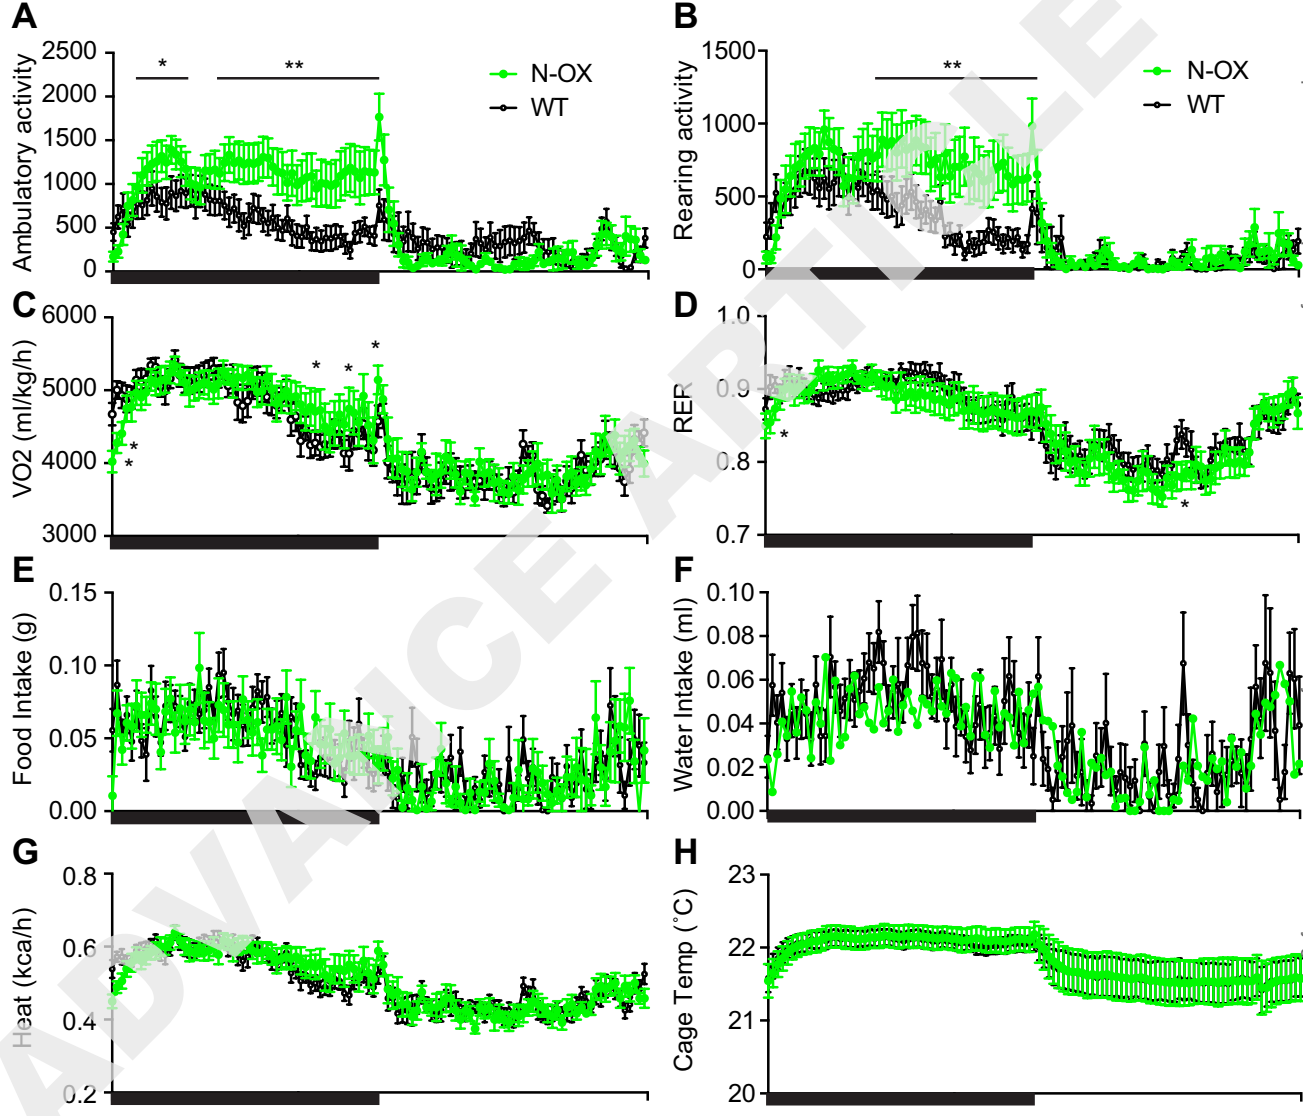 A
Ambulatory activity
2500
2000
1500
1000
500
0
*
**
N-OX
WT
B
Rearing activity
1500
1000
500
0
**
N-OX
WT
C
VO2 (ml/kg/h)
6000
5000
4000
3000
*
*
*
*
*
D
RER
1.0
0.9
0.8
0.7
*
*
E
Food Intake (g)
0.15
0.10
0.05
0.00
F
Water Intake (ml)
0.10
0.08
0.06
0.04
0.02
0.00
G
Heat (kca/h)
0.8
0.6
0.4
0.2
H
Cage Temp (˚C)
23
22
21
20
ADVANCE ARTICLE